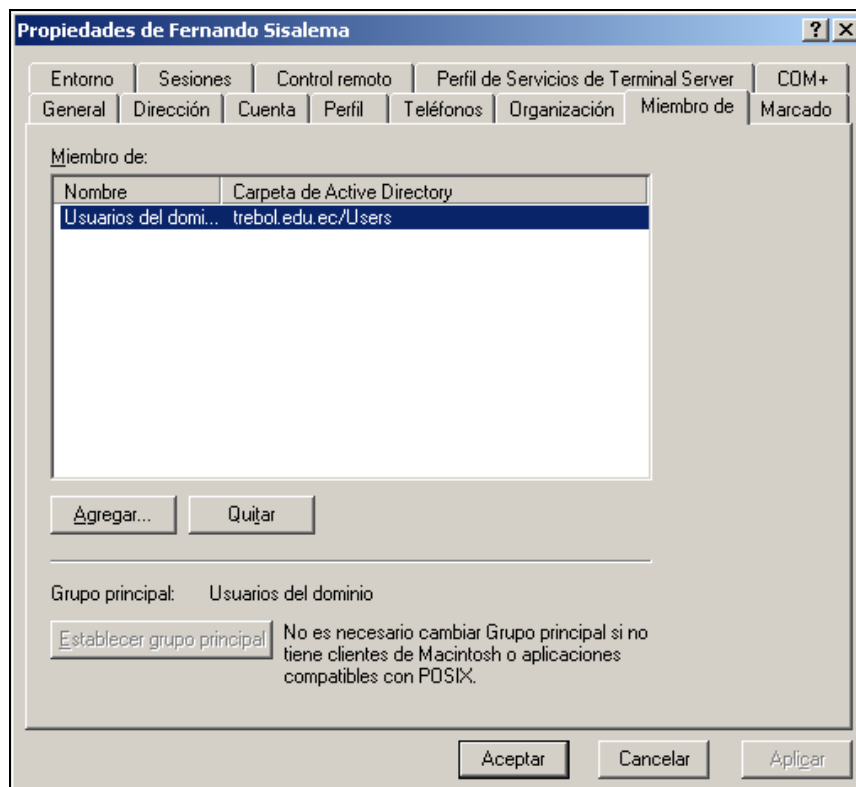 Propiedades de Fernando Sisalema
Entorno Sesiones Control remoto Perfil de Servicios de Terminal Server COM+
General Dirección Cuenta Perfil Teléfonos Organización Miembro de Marcado
Miembro de:
Nombre Carpeta de Active Directory
Usuarios del domi... trebol.edu.ec/Users
Agregar... Quitar
Grupo principal: Usuarios del dominio
Establecer grupo principal
No es necesario cambiar Grupo principal si no
tiene clientes de Macintosh o aplicaciones
compatibles con POSIX.
Aceptar Cancelar Aplicar